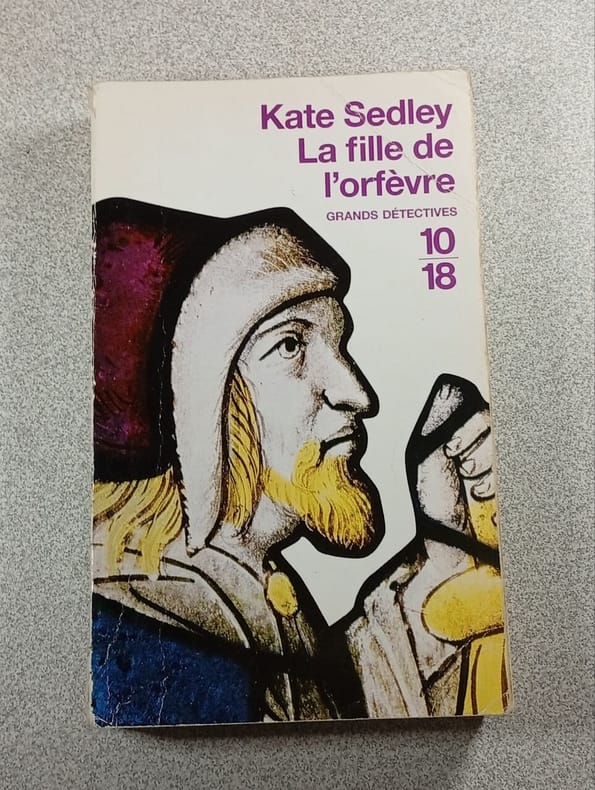 Kate Sedley
La fille de
l'orfèvre
GRANDS DÉTECTIVES
10
18